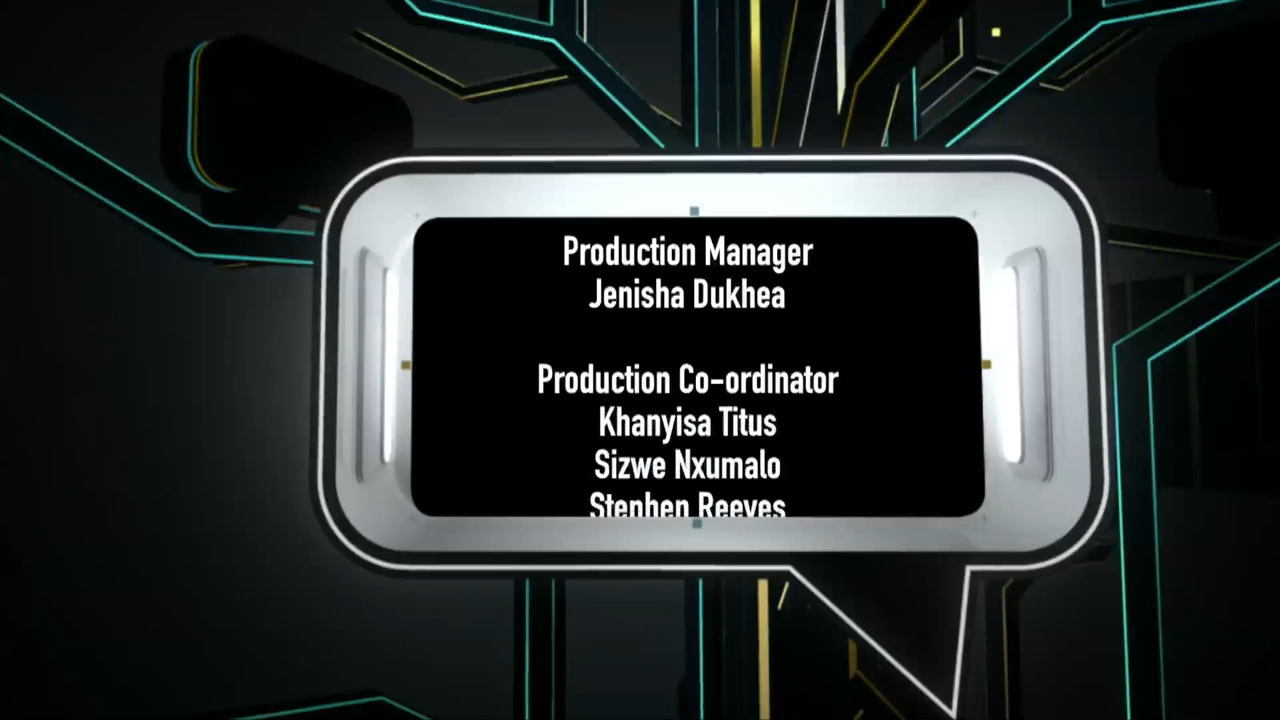 Production Manager
Jenisha Dukhea
Production Co-ordinator
Khanyisa Titus
Sizwe Nxumalo
Stephen Reeves